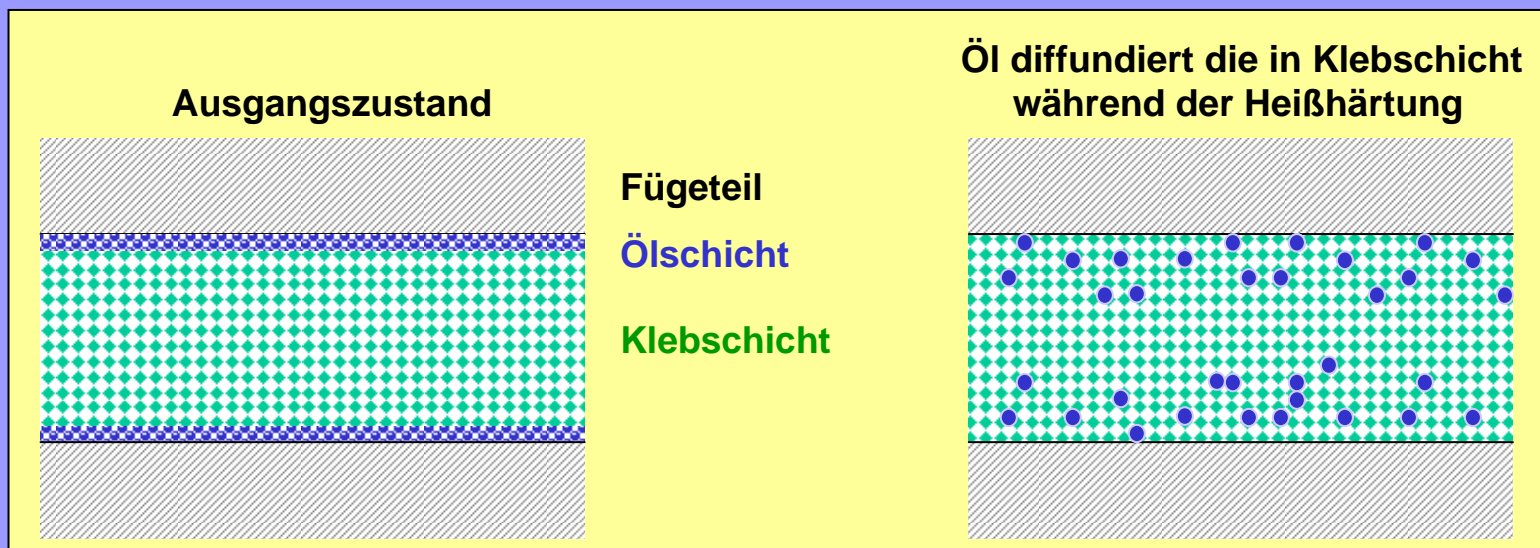 Ausgangszustand
Öl diffundiert die in Klebschicht
während der Heißhärtung
Fügeteil
Ölschicht
Klebschicht